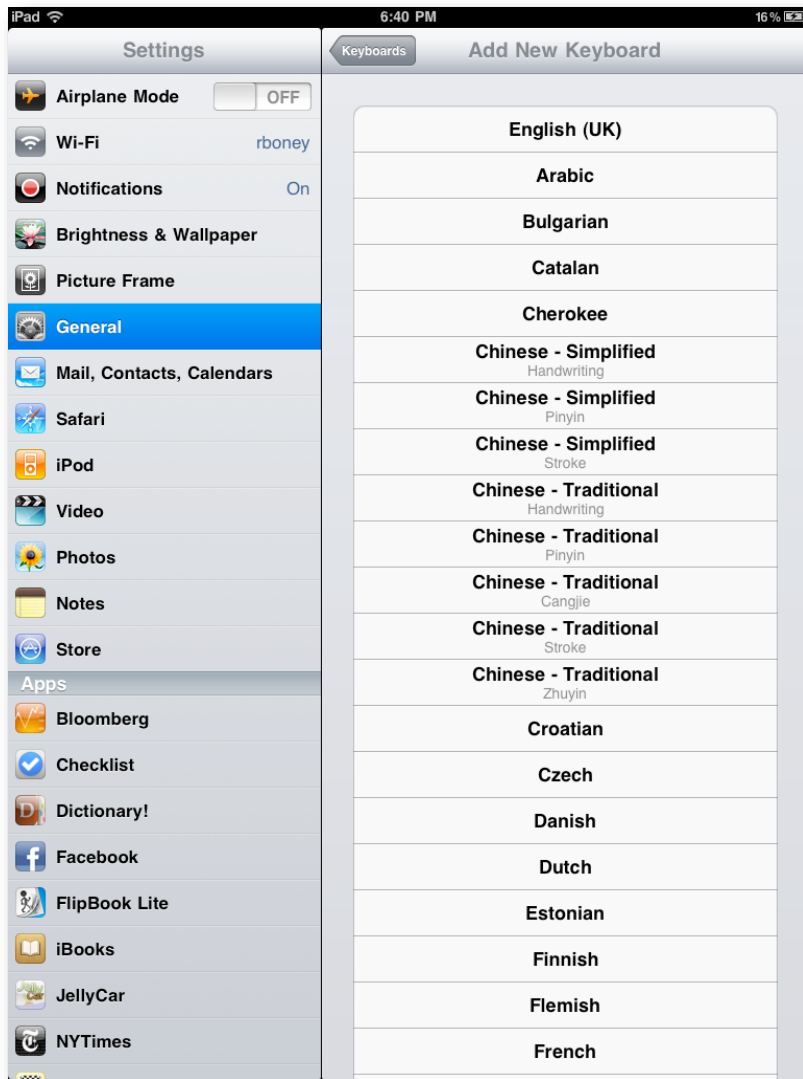 iPad 6:40 PM 16%
Settings
Airplane Mode OFF
Wi-Fi rboney
Notifications On
Brightness & Wallpaper
Picture Frame
General
Mail, Contacts, Calendars
Safari
iPod
Video
Photos
Notes
Store
Apps
Bloomberg
Checklist
Dictionary!
Facebook
FlipBook Lite
iBooks
JellyCar
NYTimes
Keyboards Add New Keyboard
English (UK)
Arabic
Bulgarian
Catalan
Cherokee
Chinese - Simplified
Handwriting
Chinese - Simplified
Pinyin
Chinese - Simplified
Stroke
Chinese - Traditional
Handwriting
Chinese - Traditional
Pinyin
Chinese - Traditional
Cangjie
Chinese - Traditional
Stroke
Chinese - Traditional
Zhuyin
Croatian
Czech
Danish
Dutch
Estonian
Finnish
Flemish
French